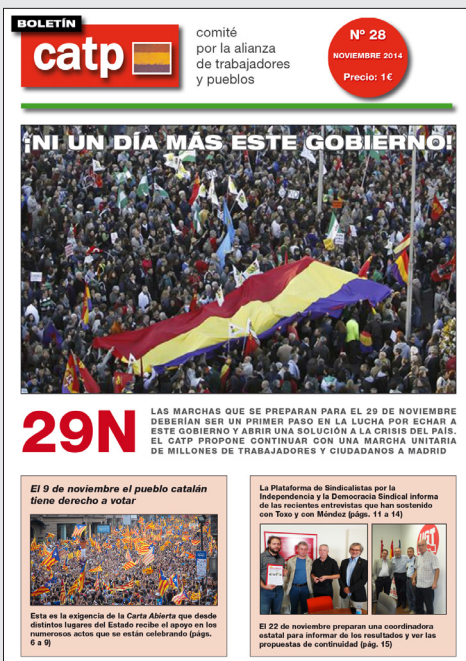 BOLETÍN
catp
comité
por la alianza
de trabajadores
y pueblos
Nº 28
NOVIEMBRE 2014
Precio: 1€
¡NI UN DÍA MÁS ESTE GOBIERNO!
29N
LAS MARCHAS QUE SE PREPARAN PARA EL 29 DE NOVIEMBRE
DEBERÍAN SER UN PRIMER PASO EN LA LUCHA POR ECHAR A
ESTE GOBIERNO Y ABRIR UNA SOLUCIÓN A LA CRISIS DEL PAÍS.
EL CATP PROPONE CONTINUAR CON UNA MARCHA UNITARIA
DE MILLONES DE TRABAJADORES Y CIUDADANOS A MADRID
El 9 de noviembre el pueblo catalán
tiene derecho a votar
Esta es la exigencia de la Carta Abierta que desde
distintos lugares del Estado recibe el apoyo en los
numerosos actos que se están celebrando (págs.
6 a 9)
La Plataforma de Sindicalistas por la
Independencia y la Democracia Sindical informa
de las recientes entrevistas que han sostenido
con Toxo y con Méndez (págs. 11 a 14)
UGT
El 22 de noviembre preparan una coordinadora
estatal para informar de los resultados y ver las
propuestas de continuidad (pág. 15)